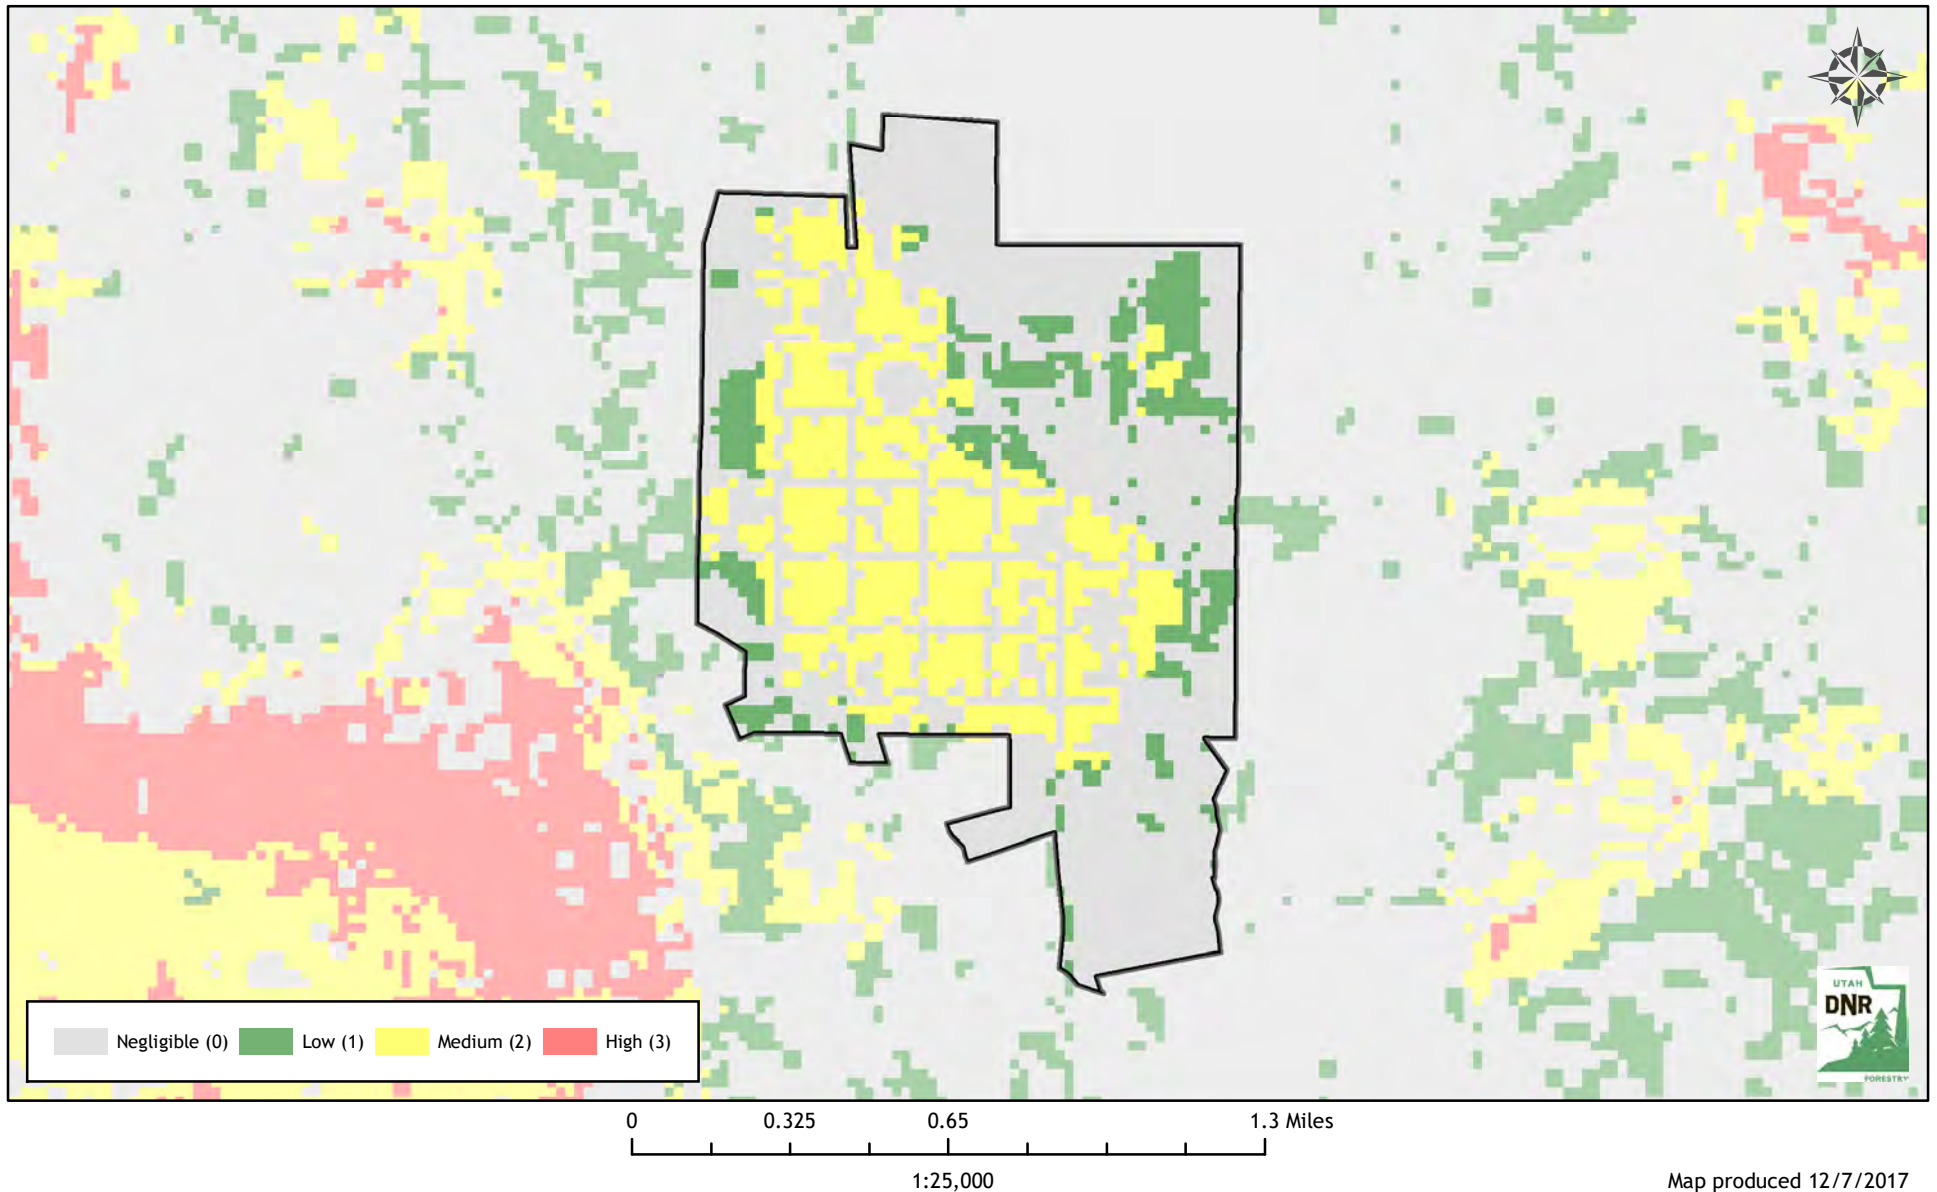 UTAH
DNR
FORESTRY
Negligible (0) Low (1) Medium (2) High (3)
0 0.325 0.65 1.3 Miles
1:25,000
Map produced 12/7/2017